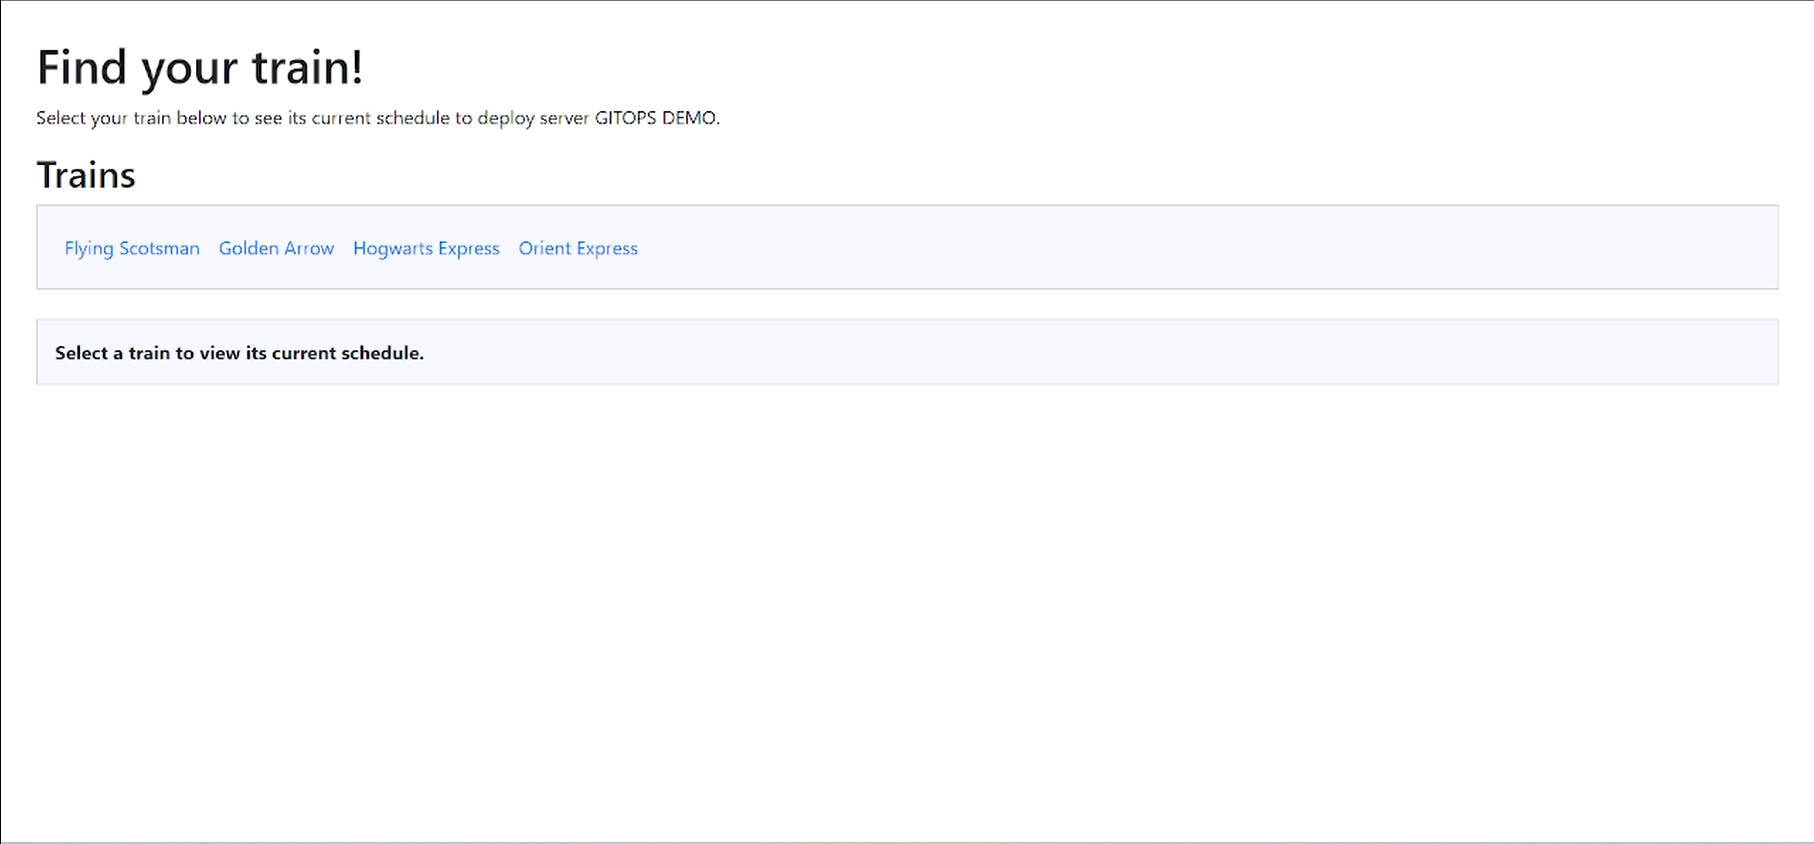 Find your train!
Select your train below to see its current schedule to deploy server GITOPS DEMO.
Trains
Flying Scotsman Golden Arrow Hogwarts Express Orient Express
Select a train to view its current schedule.